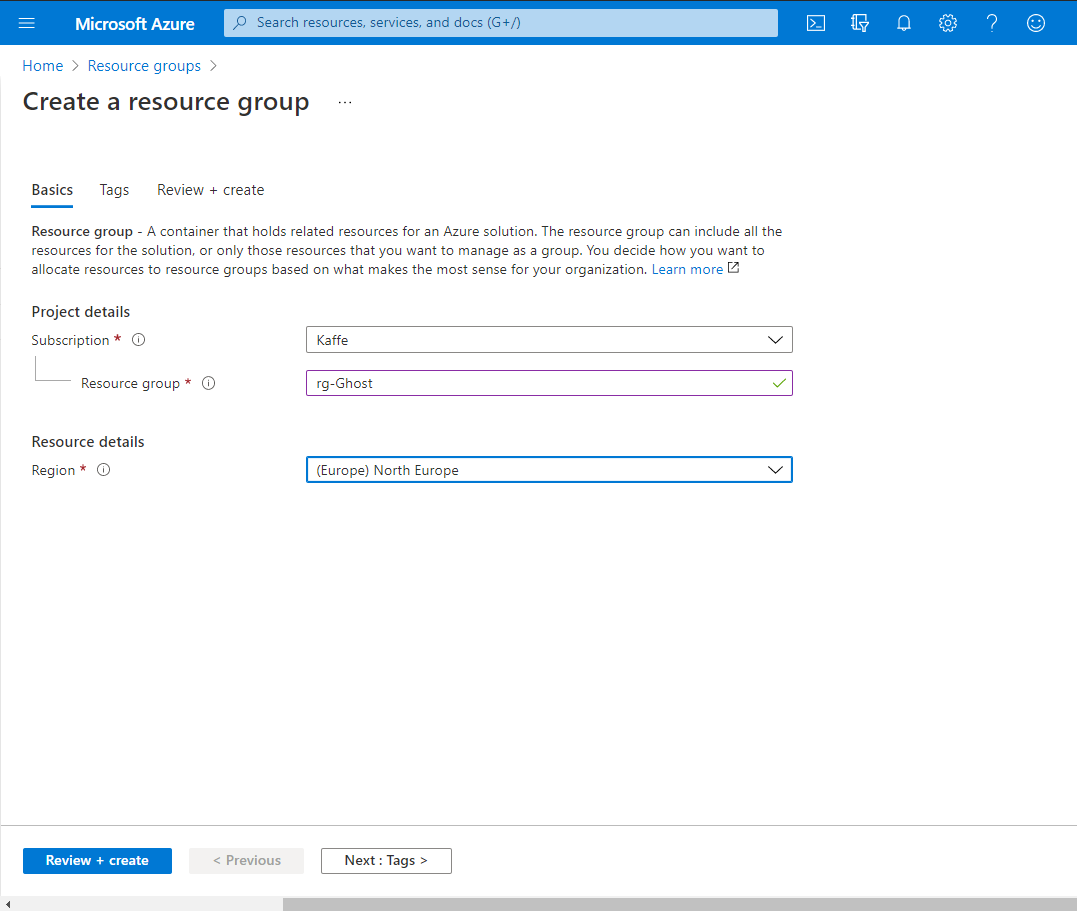 Microsoft Azure
Search resources, services, and docs (G+/)
Home > Resource groups >
Create a resource group ...
Basics Tags Review + create
Resource group - A container that holds related resources for an Azure solution. The resource group can include all the
resources for the solution, or only those resources that you want to manage as a group. You decide how you want to
allocate resources to resource groups based on what makes the most sense for your organization. Learn more
Project details
Subscription * Kaffe
Resource group * rg-Ghost
Resource details
Region * (Europe) North Europe
Review + create < Previous Next : Tags >